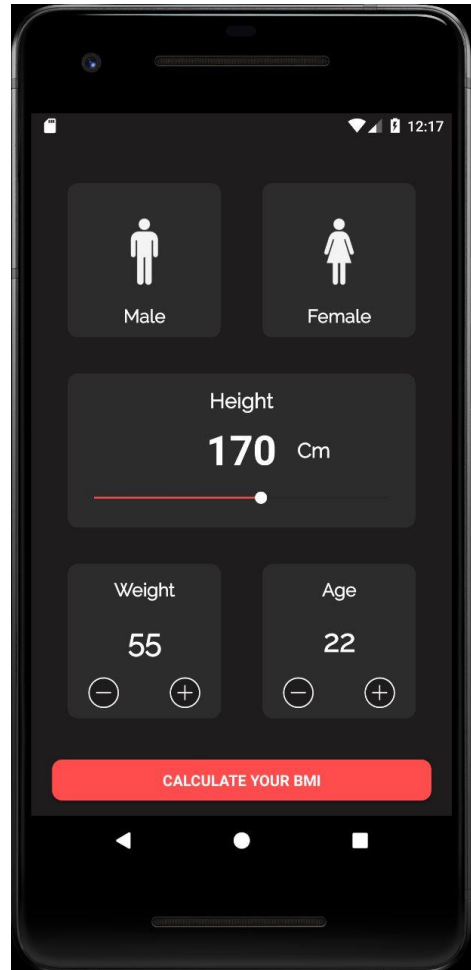 12:17
Male Female
Height
170 Cm
Weight Age
55 22
CALCULATE YOUR BMI